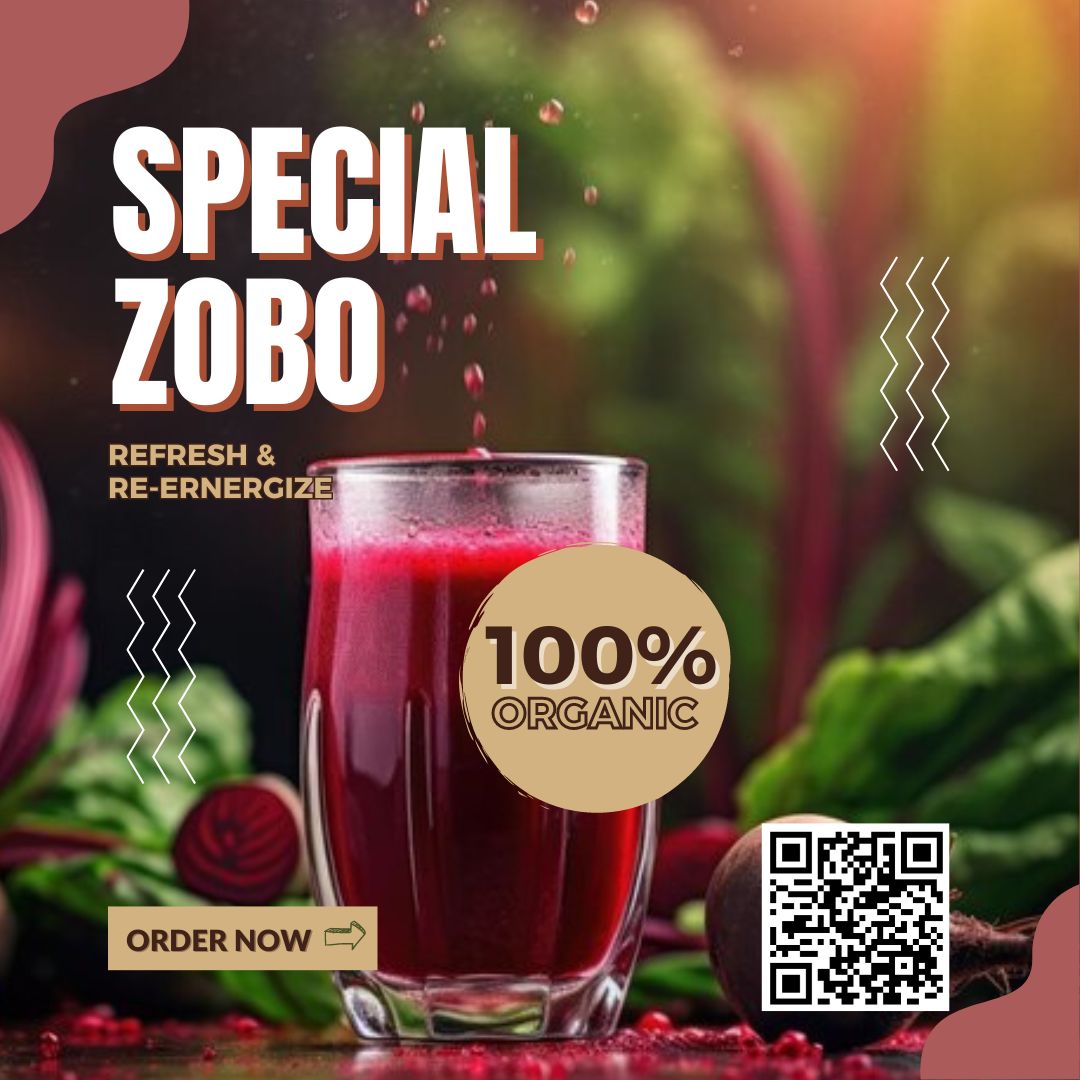 SPECIAL
ZOBO
REFRESH &
RE-ERNERGIZE
100%
ORGANIC
ORDER NOW